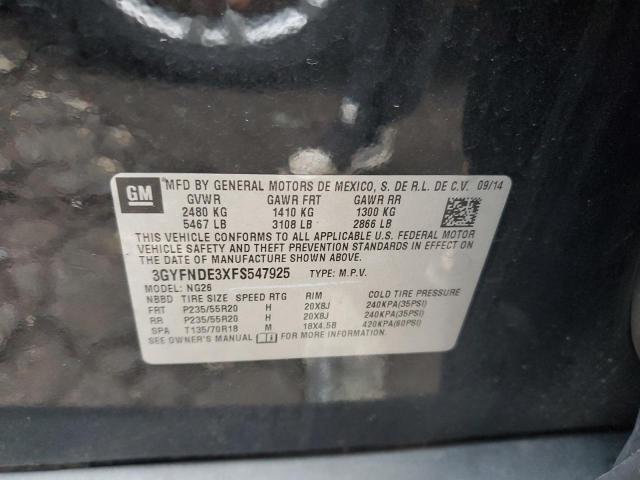 GM
MFD BY GENERAL MOTORS DE MEXICO, S. DE R.L. DE C.V. 09/14
GVWR GAWR FRT GAWR RR
2480 KG 1410 KG 1300 KG
5467 LB 3108 LB 2866 LB
THIS VEHICLE CONFORMS TO ALL APPLICABLE U.S. FEDERAL MOTOR
VEHICLE SAFETY AND THEFT PREVENTION STANDARDS IN EFFECT ON
THE DATE OF MANUFACTURE SHOWN ABOVE.
3GYFNDE3XFS547925 TYPE: M.P.V.
MODEL: NG26
NBBD TIRE SIZE SPEED RTG RIM COLD TIRE PRESSURE
FRT P235/55R20 H 20X8J 240KPA(35PSI)
RR P235/55R20 H 20X8J 240KPA(35PSI)
SPA T135/70R18 M 18X4.5B 420KPA(60PSI)
SEE OWNER'S MANUAL FOR ADDITIONAL INFORMATION.